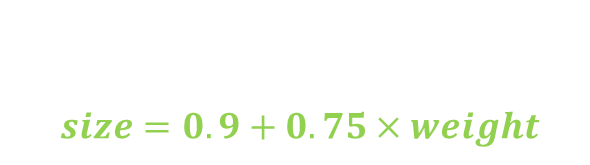 size = 0.9 + 0.75 × weight